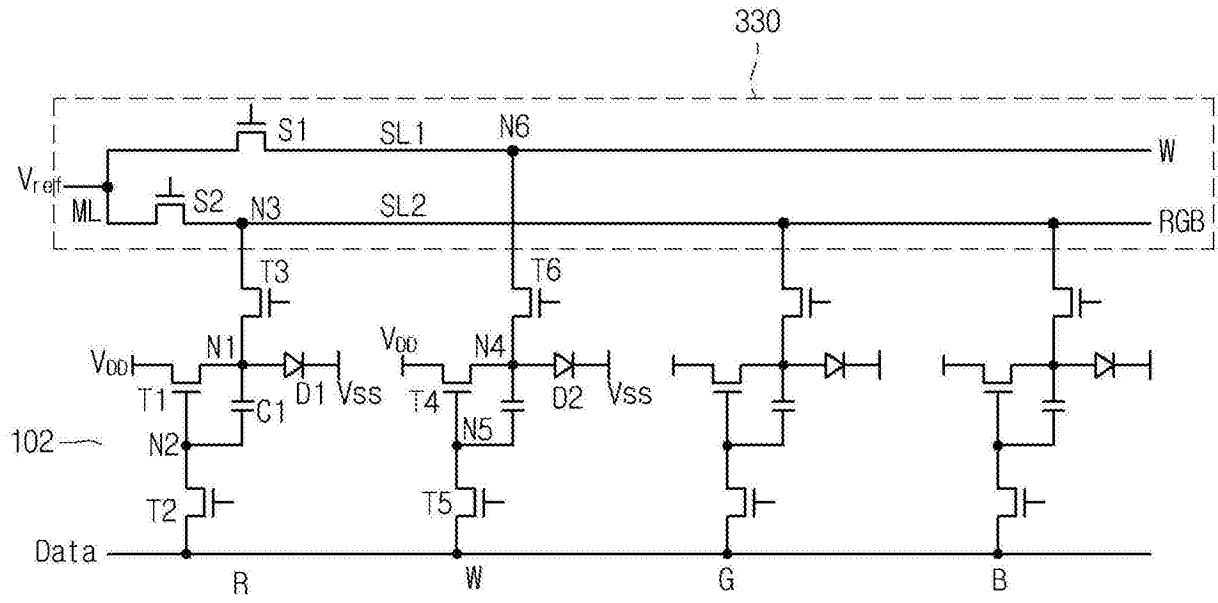 330
S1 SL1 N6 W
Vreff
ML S2 N3 SL2 RGB
T3 T6
VDD N1 VDD N4
T1 C1 D1 Vss T4 D2 Vss
102 N2 N5
T2 T5
Data
R W G B